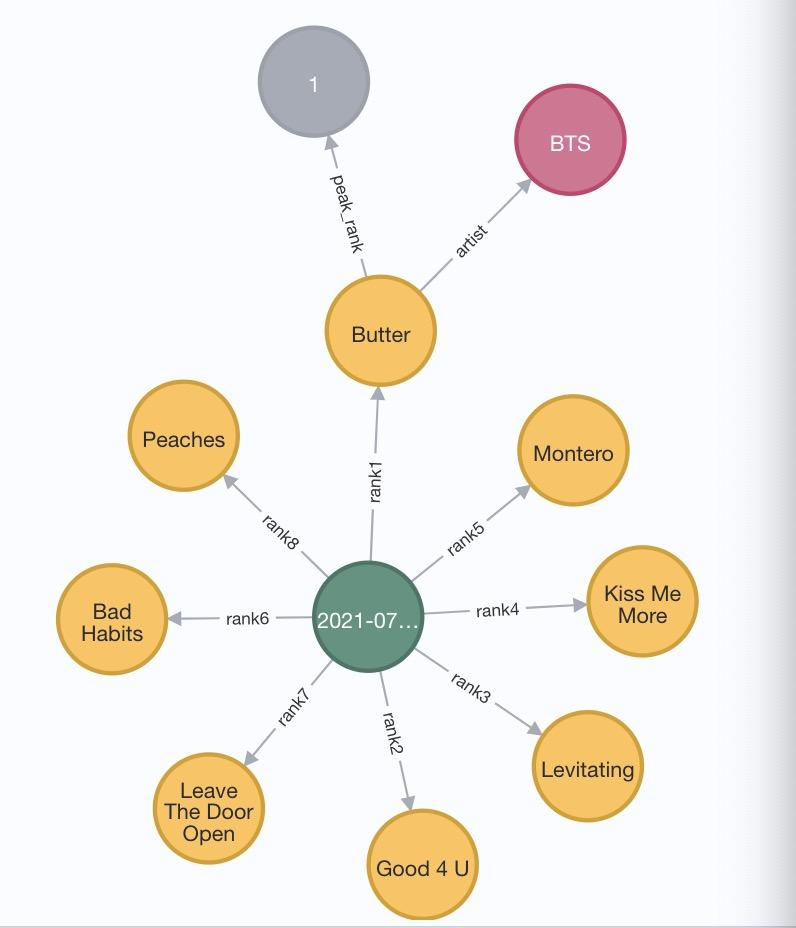 1
BTS
peak_rank
artist
Butter
Peaches
Montero
rank1
rank8
rank5
Bad
Habits
rank6
2021-07...
rank4
Kiss Me
More
rank3
rank7
rank2
Levitating
Leave
The Door
Open
Good 4 U